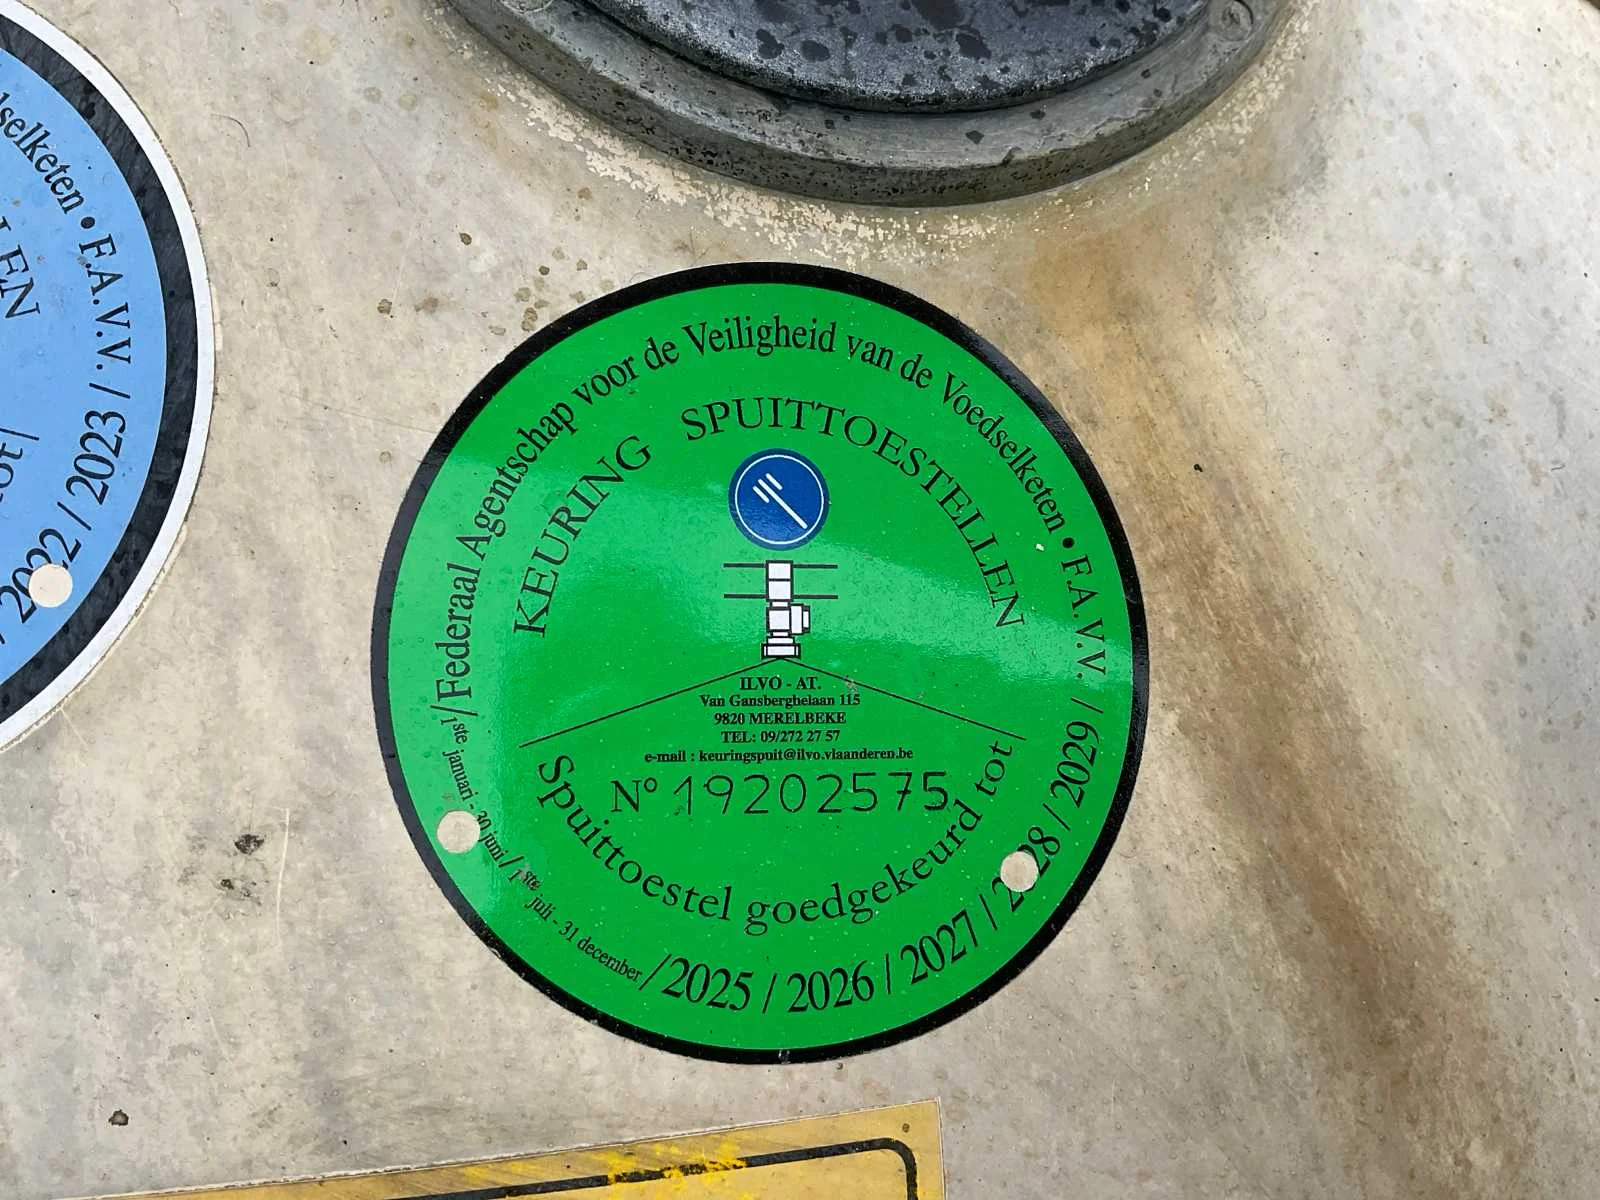 lselketen • F.A.V.V. /
LEN
tot /
2022 / 2023 /
Federaal Agentschap voor de Veiligheid van de Voedselketen • F.A.V.V. /
KEURING SPUITTOESTELLEN
ILVO - AT.
Van Gansberghelaan 115
9820 MERELBEKE
TEL: 09/272 27 57
e-mail : keuringspuit@ilvo.vlaanderen.be
N° 19202575
Spuittoestel goedgekeurd tot
1ste januari - 30 juni / 1ste juli - 31 december / 2025 / 2026 / 2027 / 2028 / 2029 /